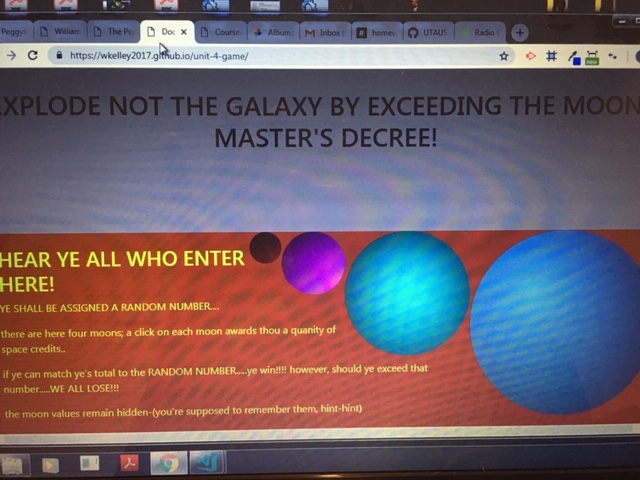 Peggy
William
The Pe
Doc
Course
Album
Inbox
home
UTAUS
Radio
https://wkelley2017.github.io/unit-4-game/
new
EXPLODE NOT THE GALAXY BY EXCEEDING THE MOON
MASTER'S DECREE!
HEAR YE ALL WHO ENTER
HERE!
YE SHALL BE ASSIGNED A RANDOM NUMBER....
there are here four moons; a click on each moon awards thou a quanity of
space credits..
if ye can match ye's total to the RANDOM NUMBER.....ye win!!!! however, should ye exceed that
number.....WE ALL LOSE!!!
the moon values remain hidden-(you're supposed to remember them, hint-hint)